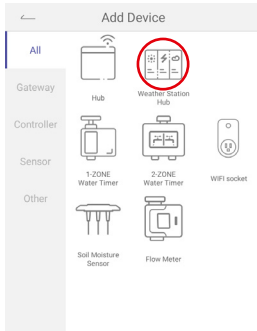 Add Device
All
Gateway
Controller
Sensor
Other
Hub
Weather Station
Hub
1-ZONE
Water Timer
2-ZONE
Water Timer
WIFI socket
Soil Moisture
Sensor
Flow Meter